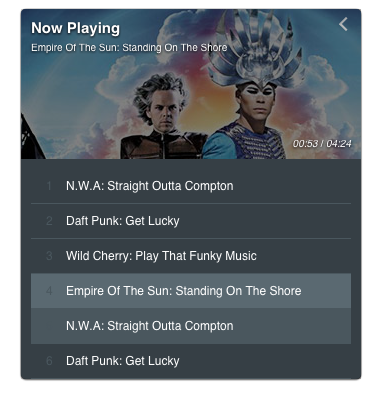 Now Playing
Empire Of The Sun: Standing On The Shore
00:53 / 04:24
1 N.W.A: Straight Outta Compton
2 Daft Punk: Get Lucky
3 Wild Cherry: Play That Funky Music
4 Empire Of The Sun: Standing On The Shore
N.W.A: Straight Outta Compton
6 Daft Punk: Get Lucky